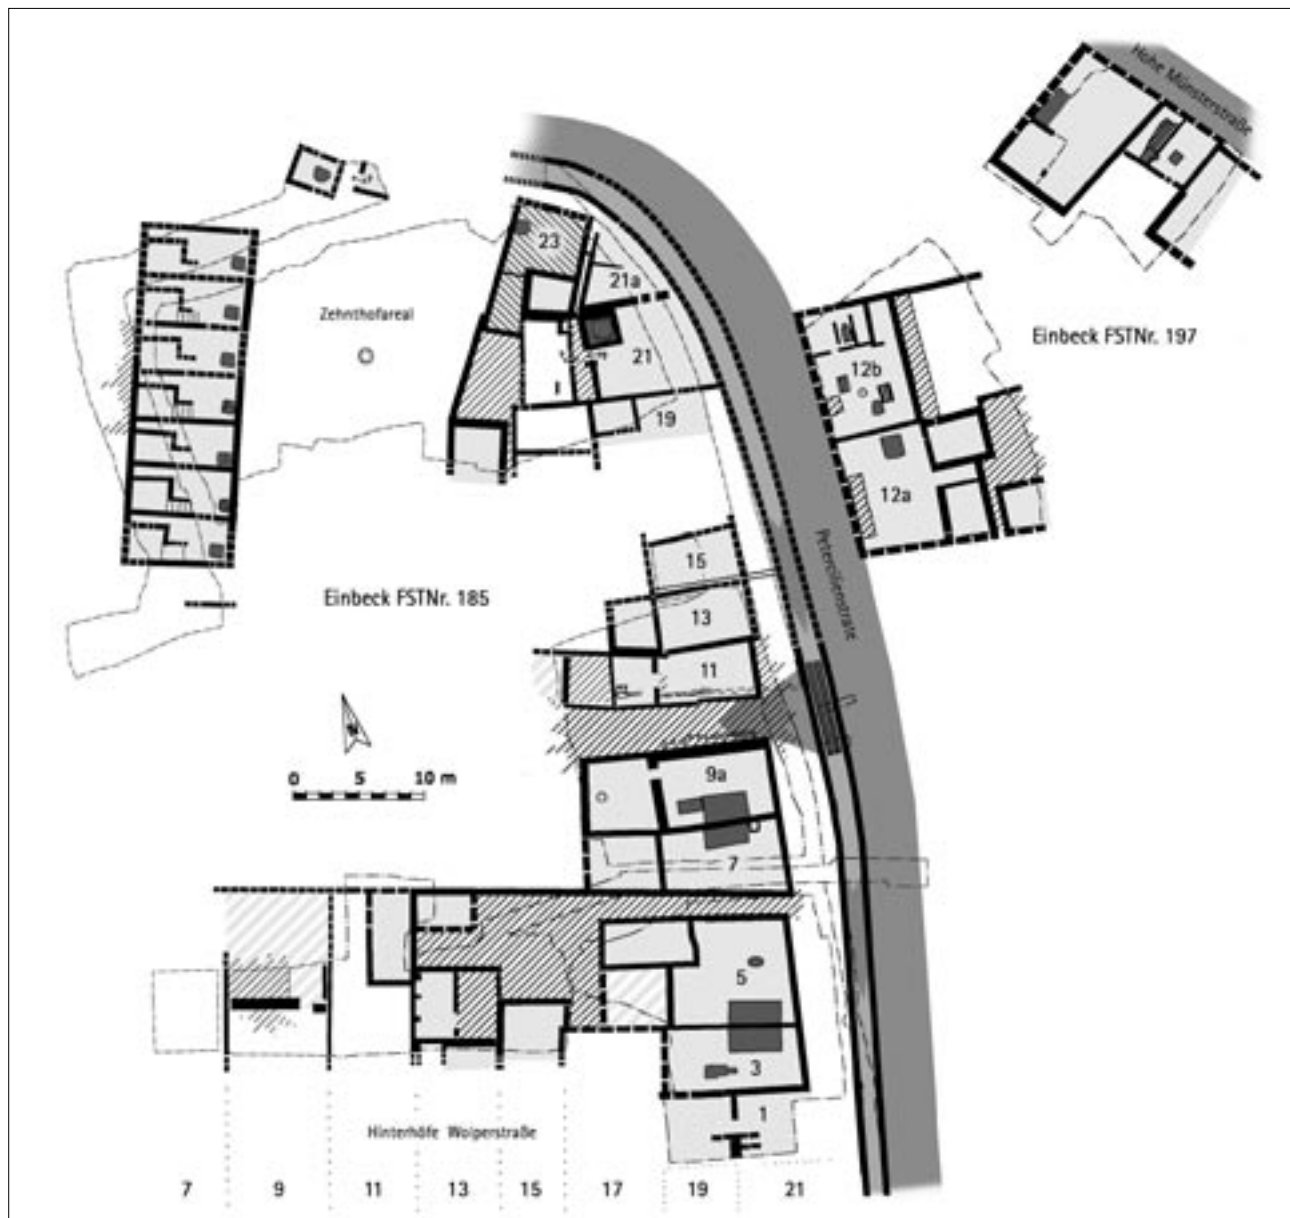 Hohe Münsterstraße
23
21a
Zehnthofareal
21
Einbeck FSTNr. 197
12b
19
12a
Petersilienstraße
15
Einbeck FSTNr. 185
13
11
N
0 5 10 m
9a
7
5
3
1
Hinterhöfe Wolperstraße
7 9 11 13 15 17 19 21